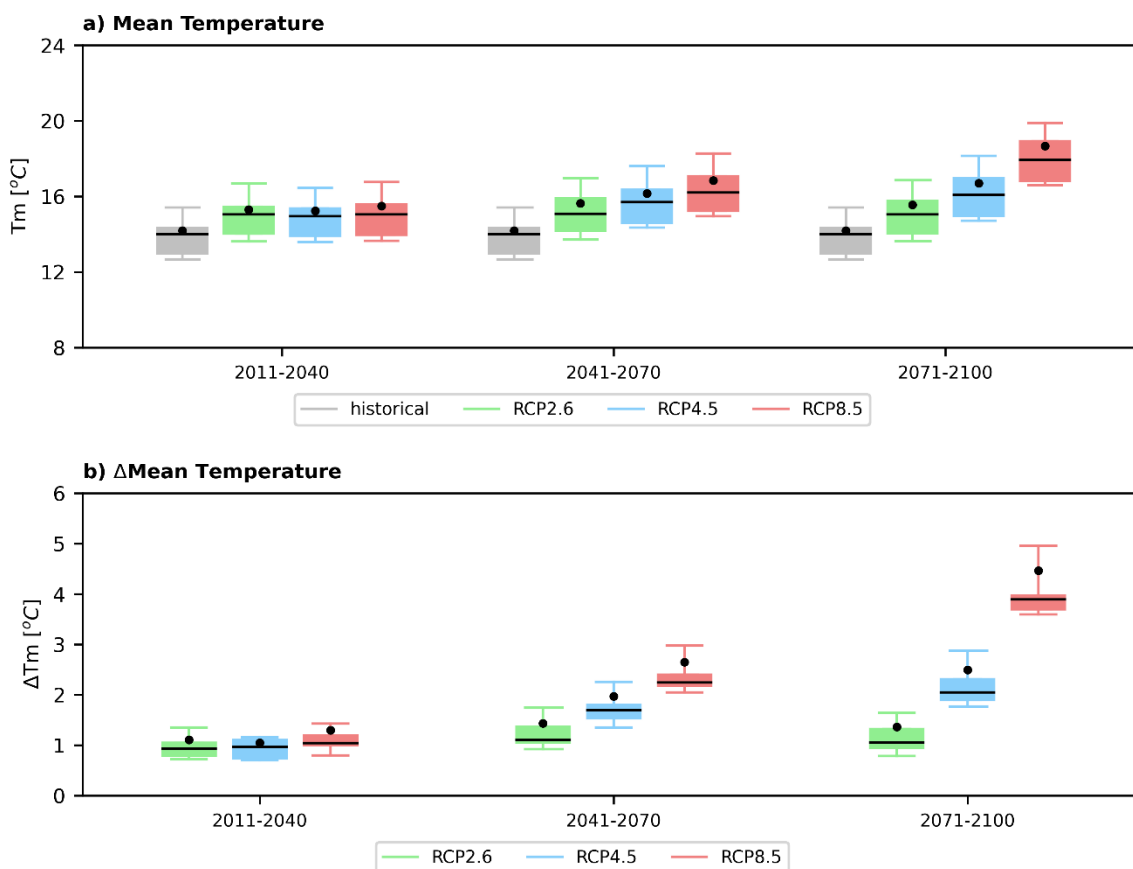 a) Mean Temperature
24
20
16
12
8
Tm [°C]
2011-2040 2041-2070 2071-2100
historical RCP2.6 RCP4.5 RCP8.5
b) ΔMean Temperature
6
5
4
3
2
1
0
ΔTm [°C]
2011-2040 2041-2070 2071-2100
RCP2.6 RCP4.5 RCP8.5